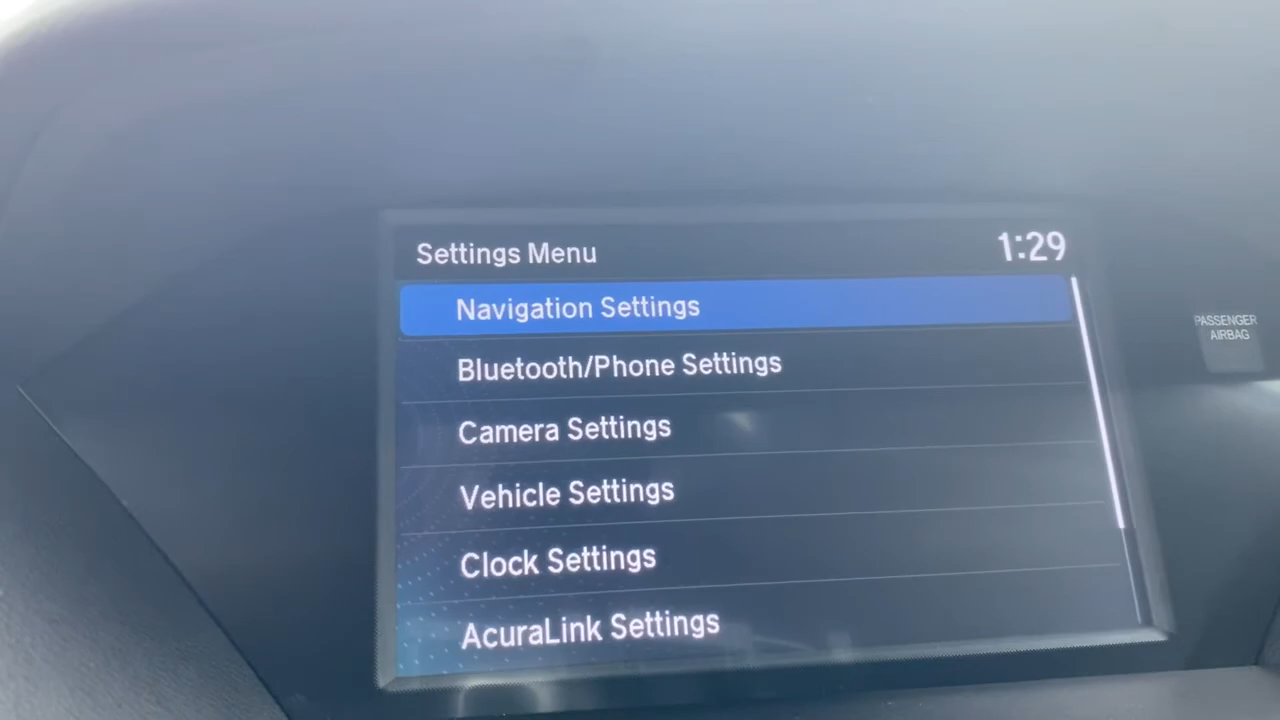 Settings Menu
1:29
Navigation Settings
Bluetooth/Phone Settings
Camera Settings
Vehicle Settings
Clock Settings
AcuraLink Settings
PASSENGER
AIRBAG